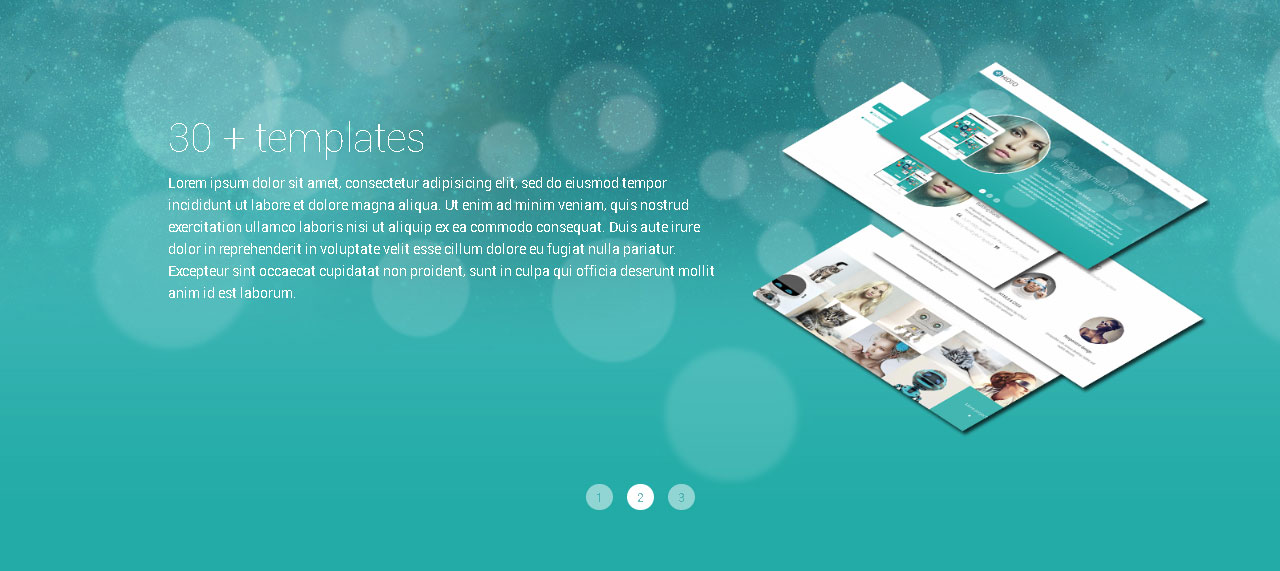 30 + templates
Lorem ipsum dolor sit amet, consectetur adipisicing elit, sed do eiusmod tempor
incididunt ut labore et dolore magna aliqua. Ut enim ad minim veniam, quis nostrud
exercitation ullamco laboris nisi ut aliquip ex ea commodo consequat. Duis aute irure
dolor in reprehenderit in voluptate velit esse cillum dolore eu fugiat nulla pariatur.
Excepteur sint occaecat cupidatat non proident, sunt in culpa qui officia deserunt mollit
anim id est laborum.
1 2 3